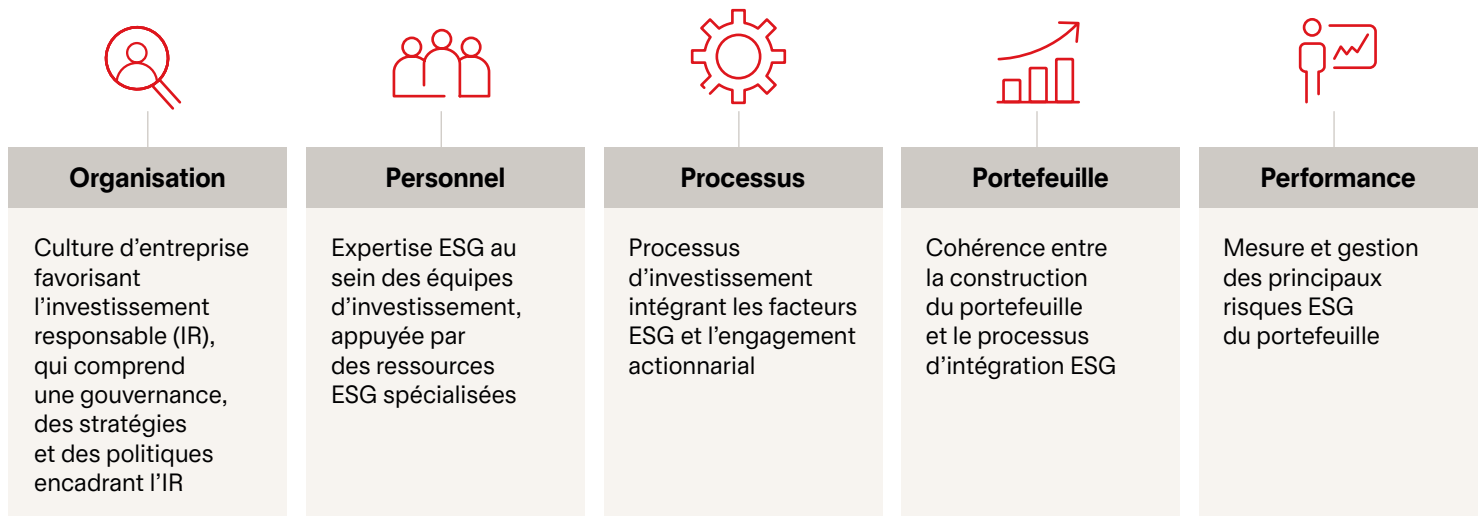 Organisation
Culture d’entreprise
favorisant
l’investissement
responsable (IR),
qui comprend
une gouvernance,
des stratégies
et des politiques
encadrant l’IR
Personnel
Expertise ESG au
sein des équipes
d’investissement,
appuyée par
des ressources
ESG spécialisées
Processus
Processus
d’investissement
intégrant les facteurs
ESG et l’engagement
actionnarial
Portefeuille
Cohérence entre
la construction
du portefeuille
et le processus
d’intégration ESG
Performance
Mesure et gestion
des principaux
risques ESG
du portefeuille